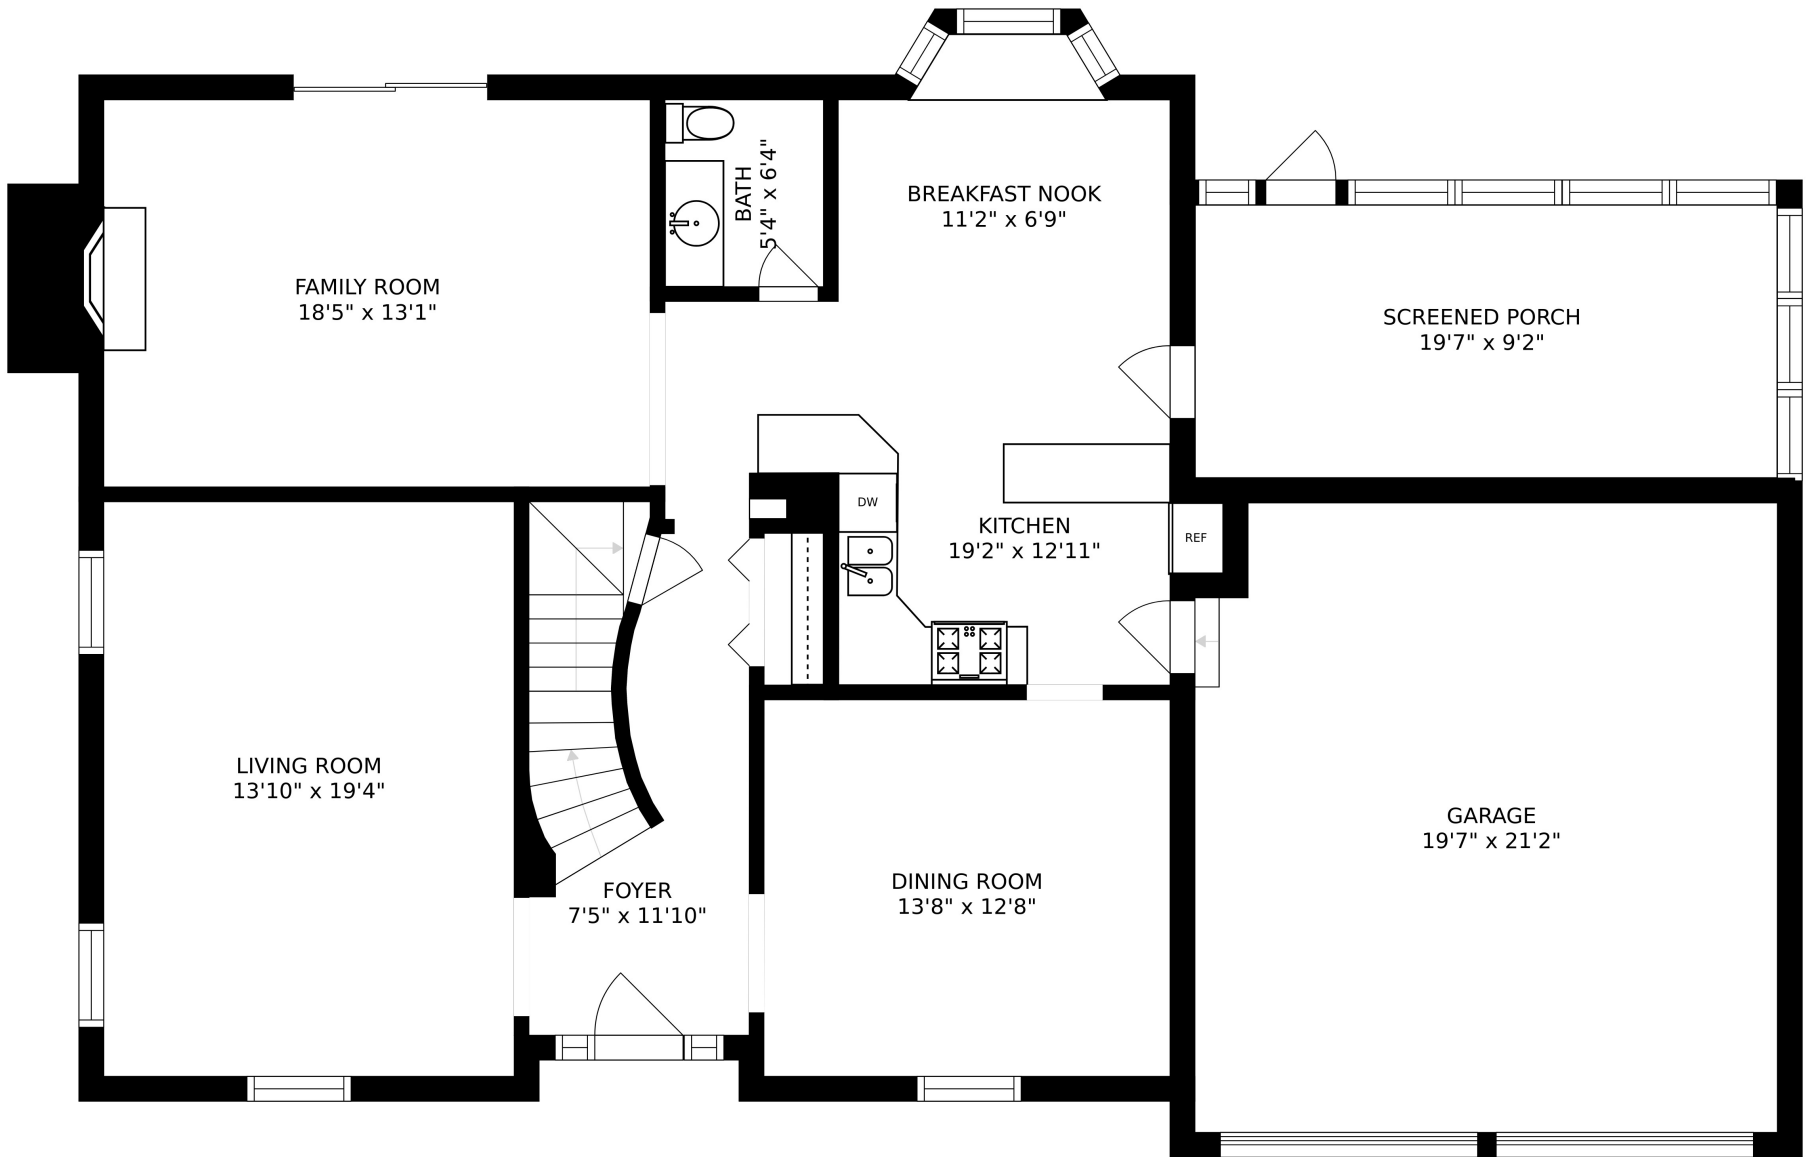 BREAKFAST NOOK
11'2" x 6'9"
BATH
5'4" x 6'4"
FAMILY ROOM
18'5" x 13'1"
SCREENED PORCH
19'7" x 9'2"
DW
KITCHEN
19'2" x 12'11"
REF
LIVING ROOM
13'10" x 19'4"
GARAGE
19'7" x 21'2"
FOYER
7'5" x 11'10"
DINING ROOM
13'8" x 12'8"